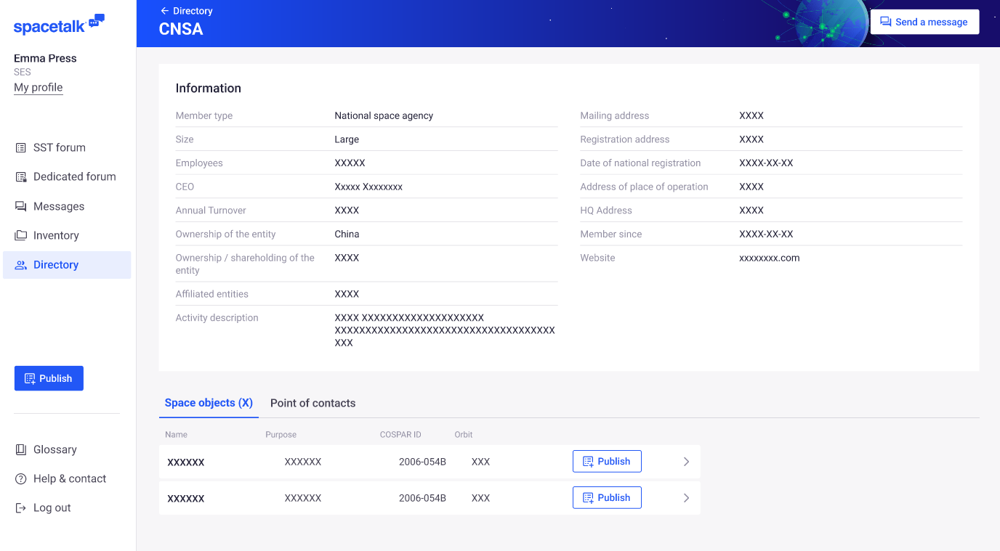 spacetalk
Emma Press
SES
My profile
SST forum
Dedicated forum
Messages
Inventory
Directory
Publish
Glossary
Help & contact
Log out
Directory
CNSA
Send a message
Information
Member type National space agency
Size Large
Employees XXXXX
CEO Xxxxx Xxxxxxxx
Annual Turnover XXXX
Ownership of the entity China
Ownership / shareholding of the XXXX
entity
Affiliated entities XXXX
Activity description XXXX XXXXXXXXXXXXXXXXXXXX
XXXXXXXXXXXXXXXXXXXXXXXXXXXXXXXXXXXX
XXX
Mailing address XXXX
Registration address XXXX
Date of national registration XXXX-XX-XX
Address of place of operation XXXX
HQ Address XXXX
Member since XXXX-XX-XX
Website xxxxxxxx.com
Space objects (X) Point of contacts
Name Purpose COSPAR ID Orbit
XXXXXX XXXXXX 2006-054B XXX Publish
XXXXXX XXXXXX 2006-054B XXX Publish